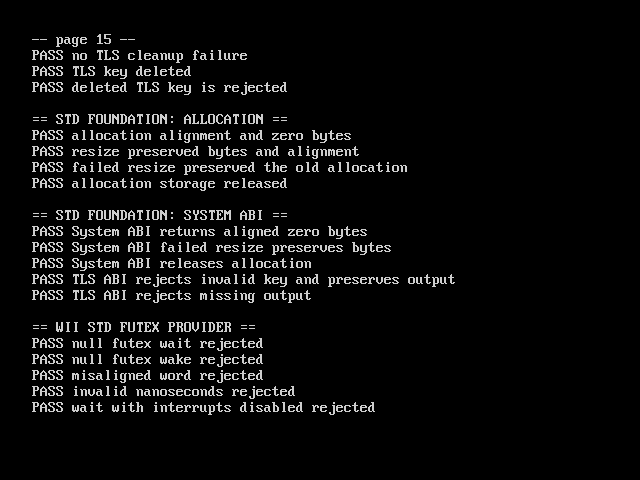 -- page 15 --
PASS no TLS cleanup failure
PASS TLS key deleted
PASS deleted TLS key is rejected
== STD FOUNDATION: ALLOCATION ==
PASS allocation alignment and zero bytes
PASS resize preserved bytes and alignment
PASS failed resize preserved the old allocation
PASS allocation storage released
== STD FOUNDATION: SYSTEM ABI ==
PASS System ABI returns aligned zero bytes
PASS System ABI failed resize preserves bytes
PASS System ABI releases allocation
PASS TLS ABI rejects invalid key and preserves output
PASS TLS ABI rejects missing output
== WII STD FUTEX PROVIDER ==
PASS null futex wait rejected
PASS null futex wake rejected
PASS misaligned word rejected
PASS invalid nanoseconds rejected
PASS wait with interrupts disabled rejected